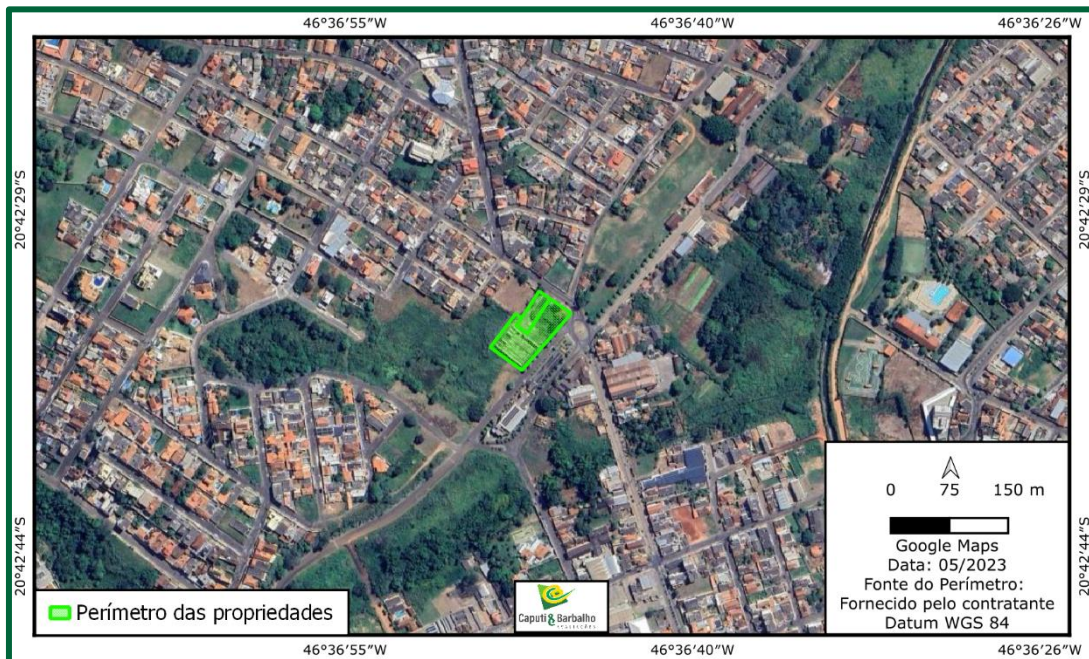 46°36'55"W 46°36'40"W 46°36'26"W
20°42'29"S 20°42'29"S
20°42'44"S 20°42'44"S
0 75 150 m
Google Maps
Data: 05/2023
Fonte do Perímetro:
Fornecido pelo contratante
Datum WGS 84
Perímetro das propriedades
Caputi & Barbalho
46°36'55"W 46°36'40"W 46°36'26"W